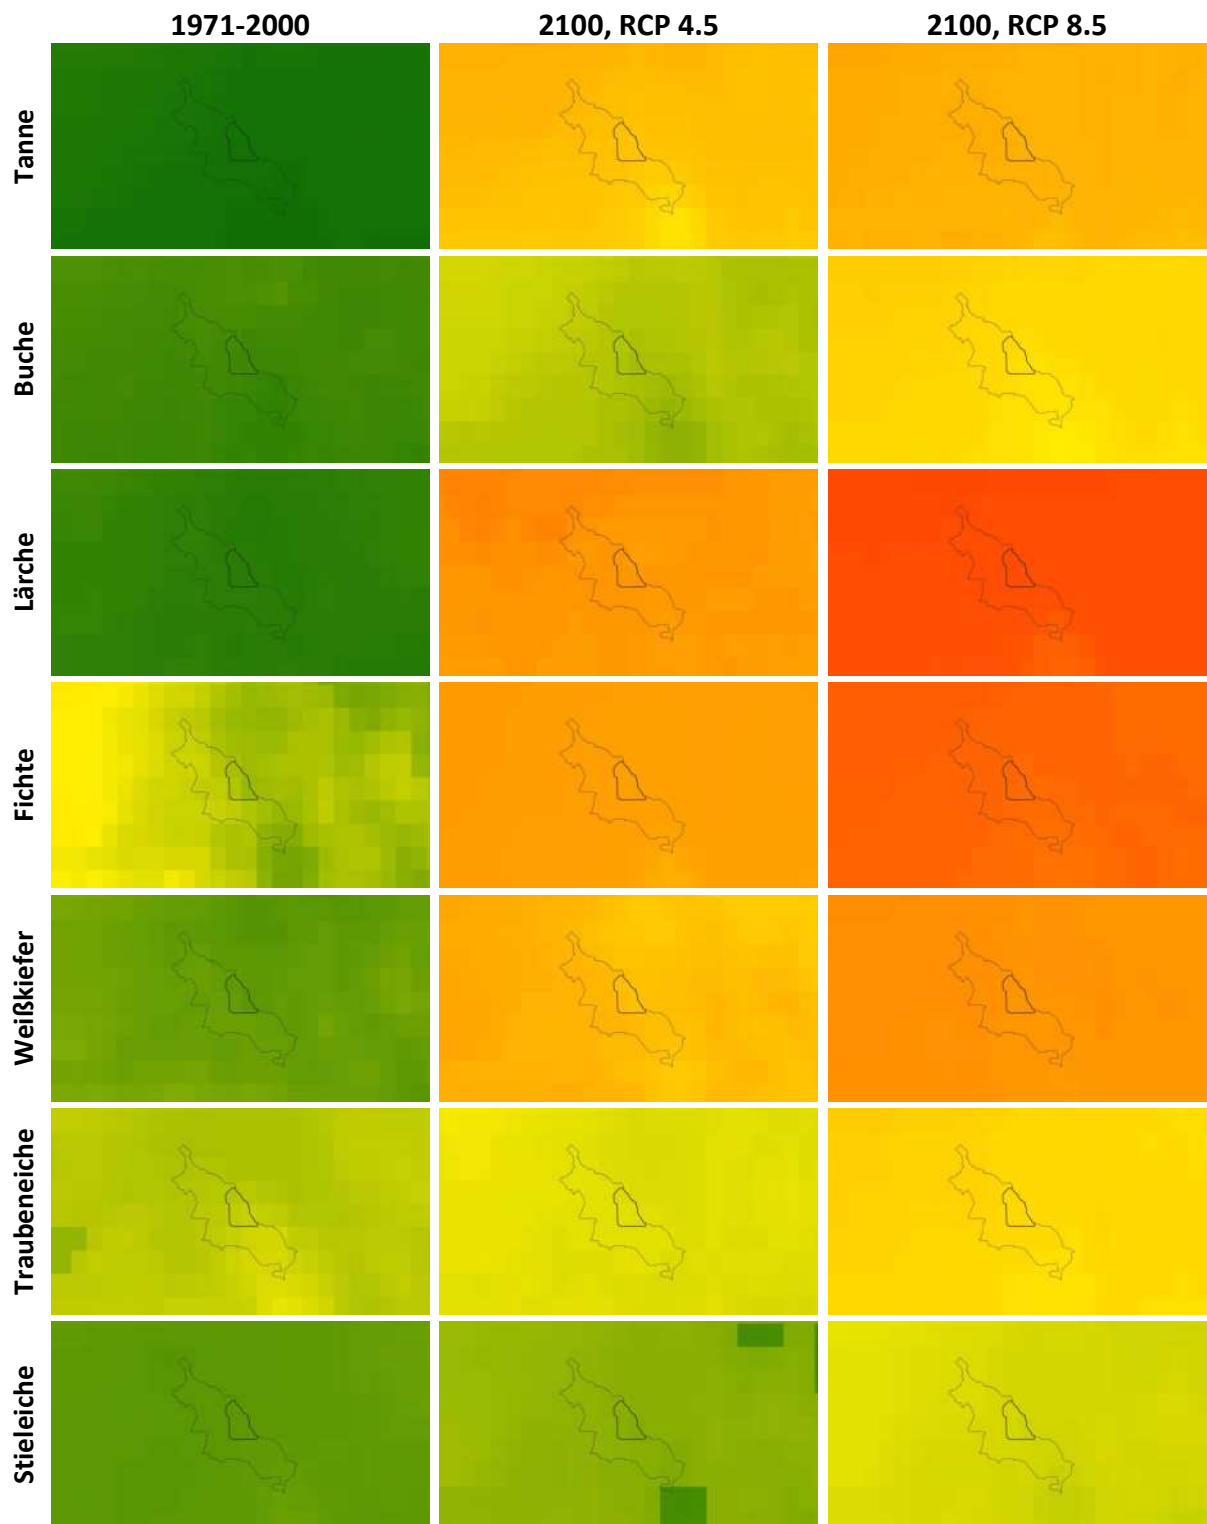 1971-2000 2100, RCP 4.5 2100, RCP 8.5
Tanne
Buche
Lärche
Fichte
Weißkiefer
Traubeneiche
Stieleiche